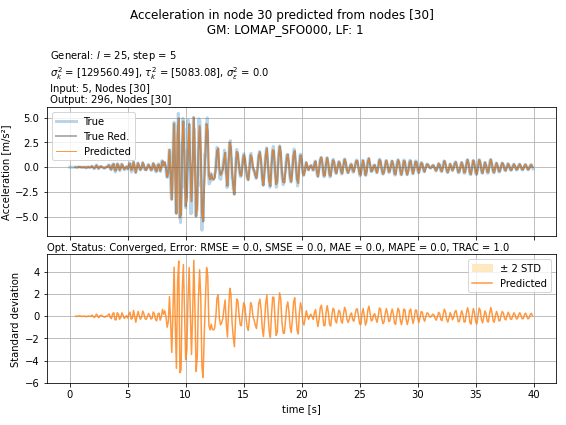 Acceleration in node 30 predicted from nodes [30]
GM: LOMAP_SFO000, LF: 1
General: l = 25, step = 5
σ²ₖ = [129560.49], τ²ₖ = [5083.08], σ²ε = 0.0
Input: 5, Nodes [30]
Output: 296, Nodes [30]
Acceleration [m/s²]
5.0
2.5
0.0
−2.5
−5.0
True
True Red.
Predicted
Opt. Status: Converged, Error: RMSE = 0.0, SMSE = 0.0, MAE = 0.0, MAPE = 0.0, TRAC = 1.0
Standard deviation
4
2
0
−2
−4
−6
± 2 STD
Predicted
0 5 10 15 20 25 30 35 40
time [s]